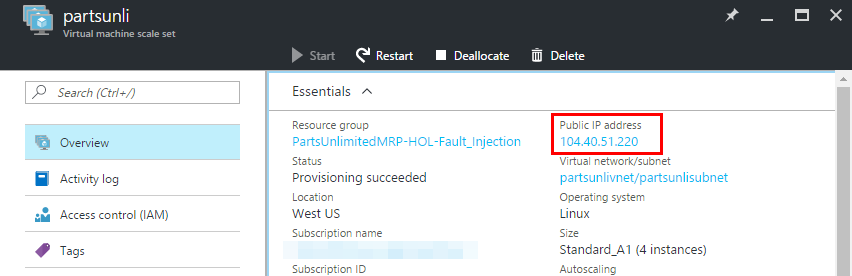 partsunli
Virtual machine scale set
Start Restart Deallocate Delete
Search (Ctrl+/)
Overview
Activity log
Access control (IAM)
Tags
Essentials
Resource group
PartsUnlimitedMRP-HOL-Fault_Injection
Status
Provisioning succeeded
Location
West US
Subscription name
Subscription ID
Public IP address
104.40.51.220
Virtual network/subnet
partsunlivnet/partsunlisubnet
Operating system
Linux
Size
Standard_A1 (4 instances)
Autoscaling